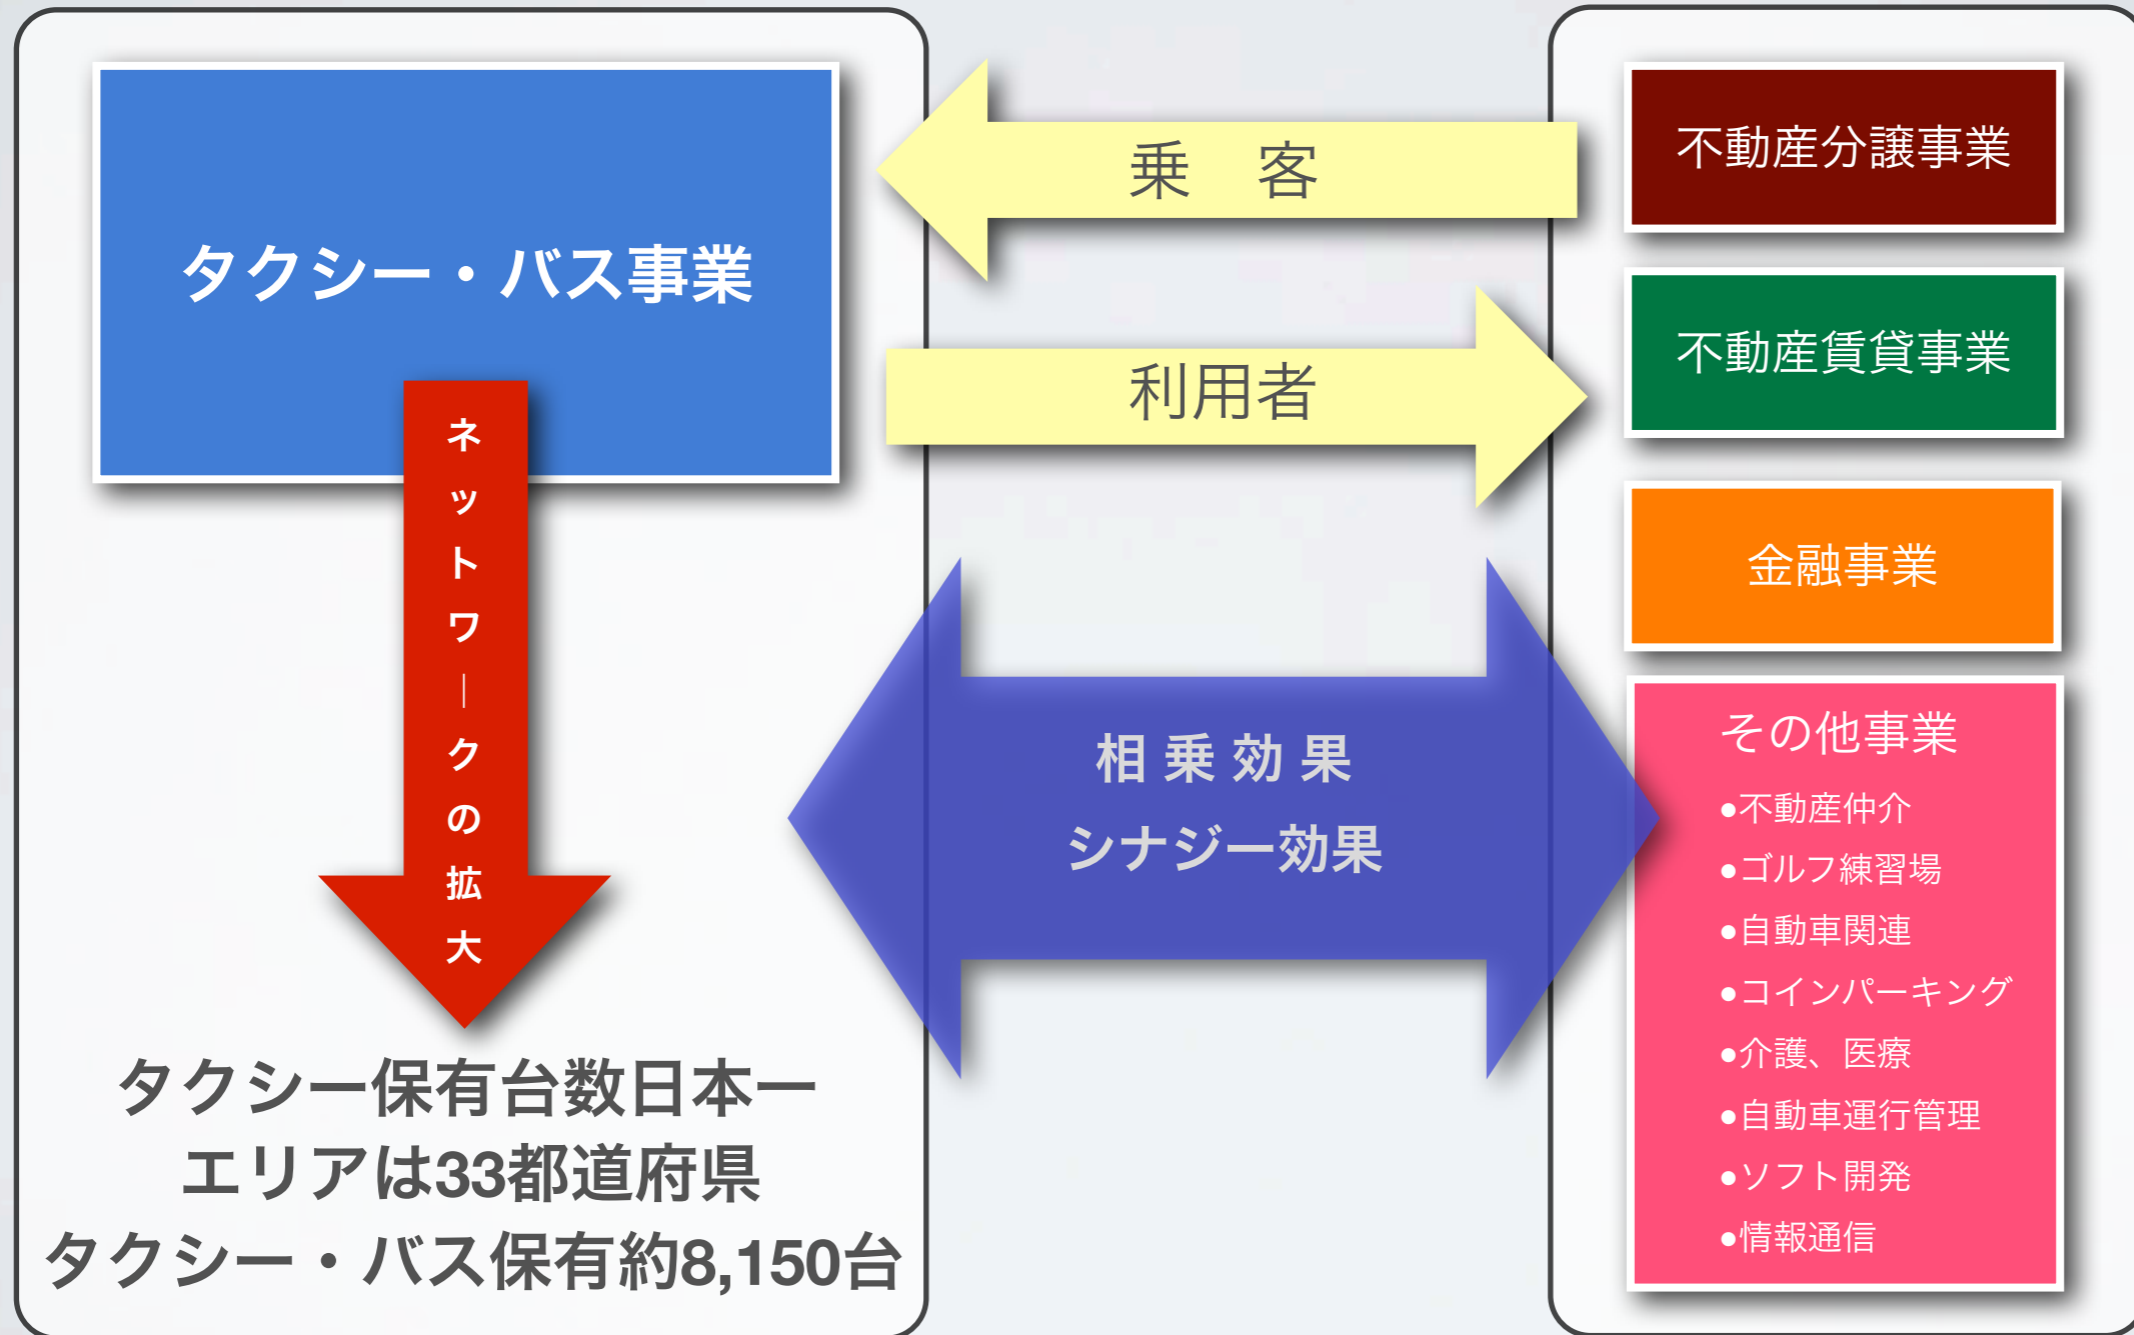 タクシー・バス事業
ネットワークの拡大
タクシー保有台数日本一
エリアは33都道府県
タクシー・バス保有約8,150台
乗　客
利用者
相 乗 効 果
シナジー効果
不動産分譲事業
不動産賃貸事業
金融事業
その他事業
●不動産仲介
●ゴルフ練習場
●自動車関連
●コインパーキング
●介護、医療
●自動車運行管理
●ソフト開発
●情報通信